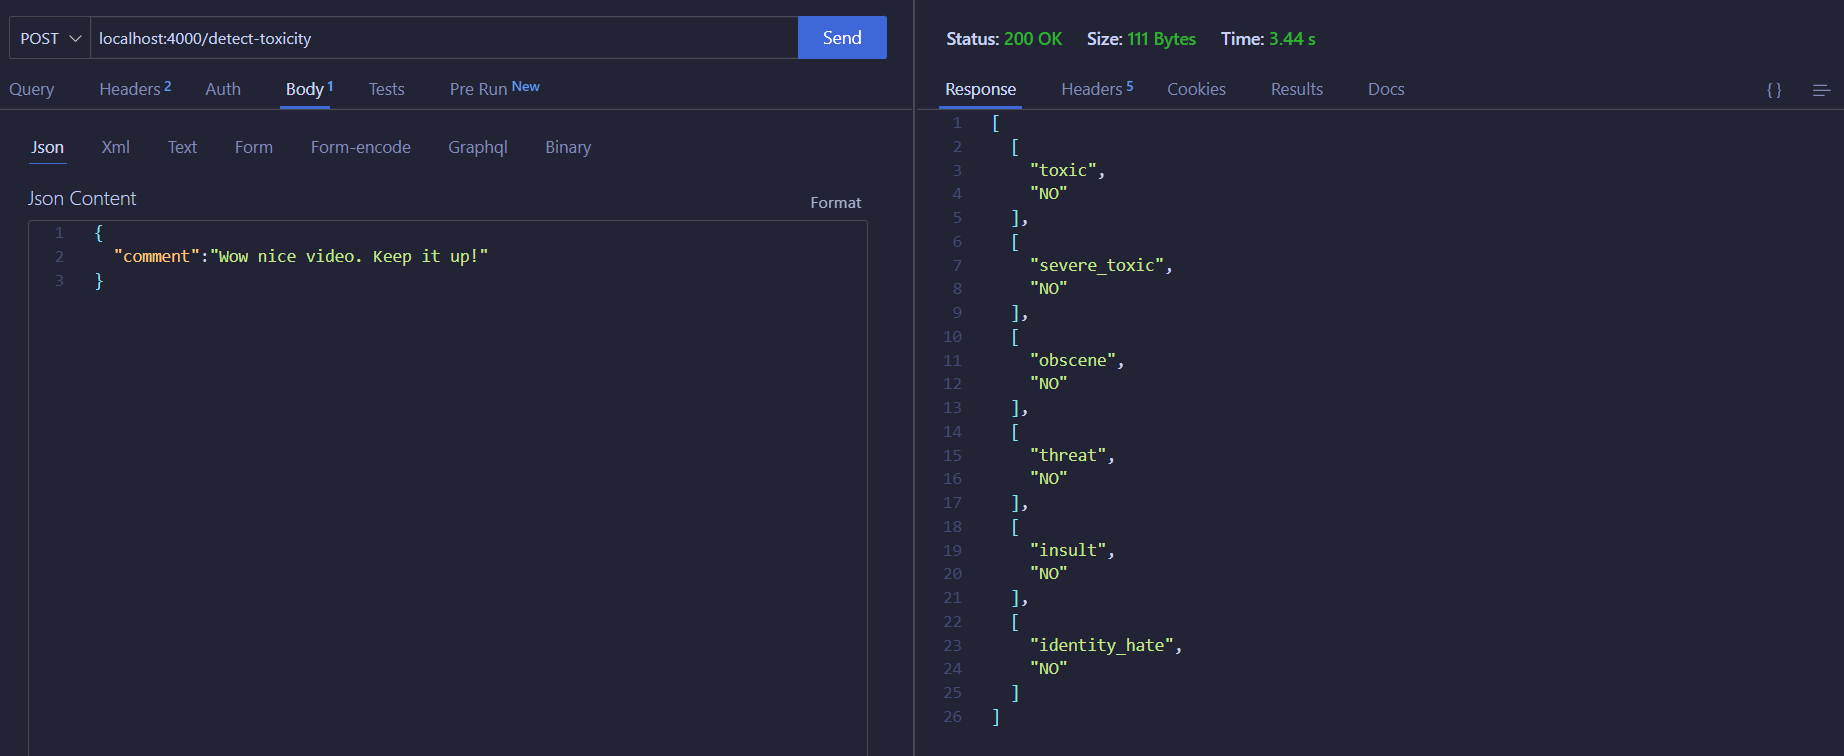 POST localhost:4000/detect-toxicity Send
Query Headers 2 Auth Body 1 Tests Pre Run New
Json Xml Text Form Form-encode Graphql Binary
Json Content Format
1 {
2 "comment":"Wow nice video. Keep it up!"
3 }
Status: 200 OK Size: 111 Bytes Time: 3.44 s
Response Headers 5 Cookies Results Docs { }
1 [
2 [
3 "toxic",
4 "NO"
5 ],
6 [
7 "severe_toxic",
8 "NO"
9 ],
10 [
11 "obscene",
12 "NO"
13 ],
14 [
15 "threat",
16 "NO"
17 ],
18 [
19 "insult",
20 "NO"
21 ],
22 [
23 "identity_hate",
24 "NO"
25 ]
26 ]